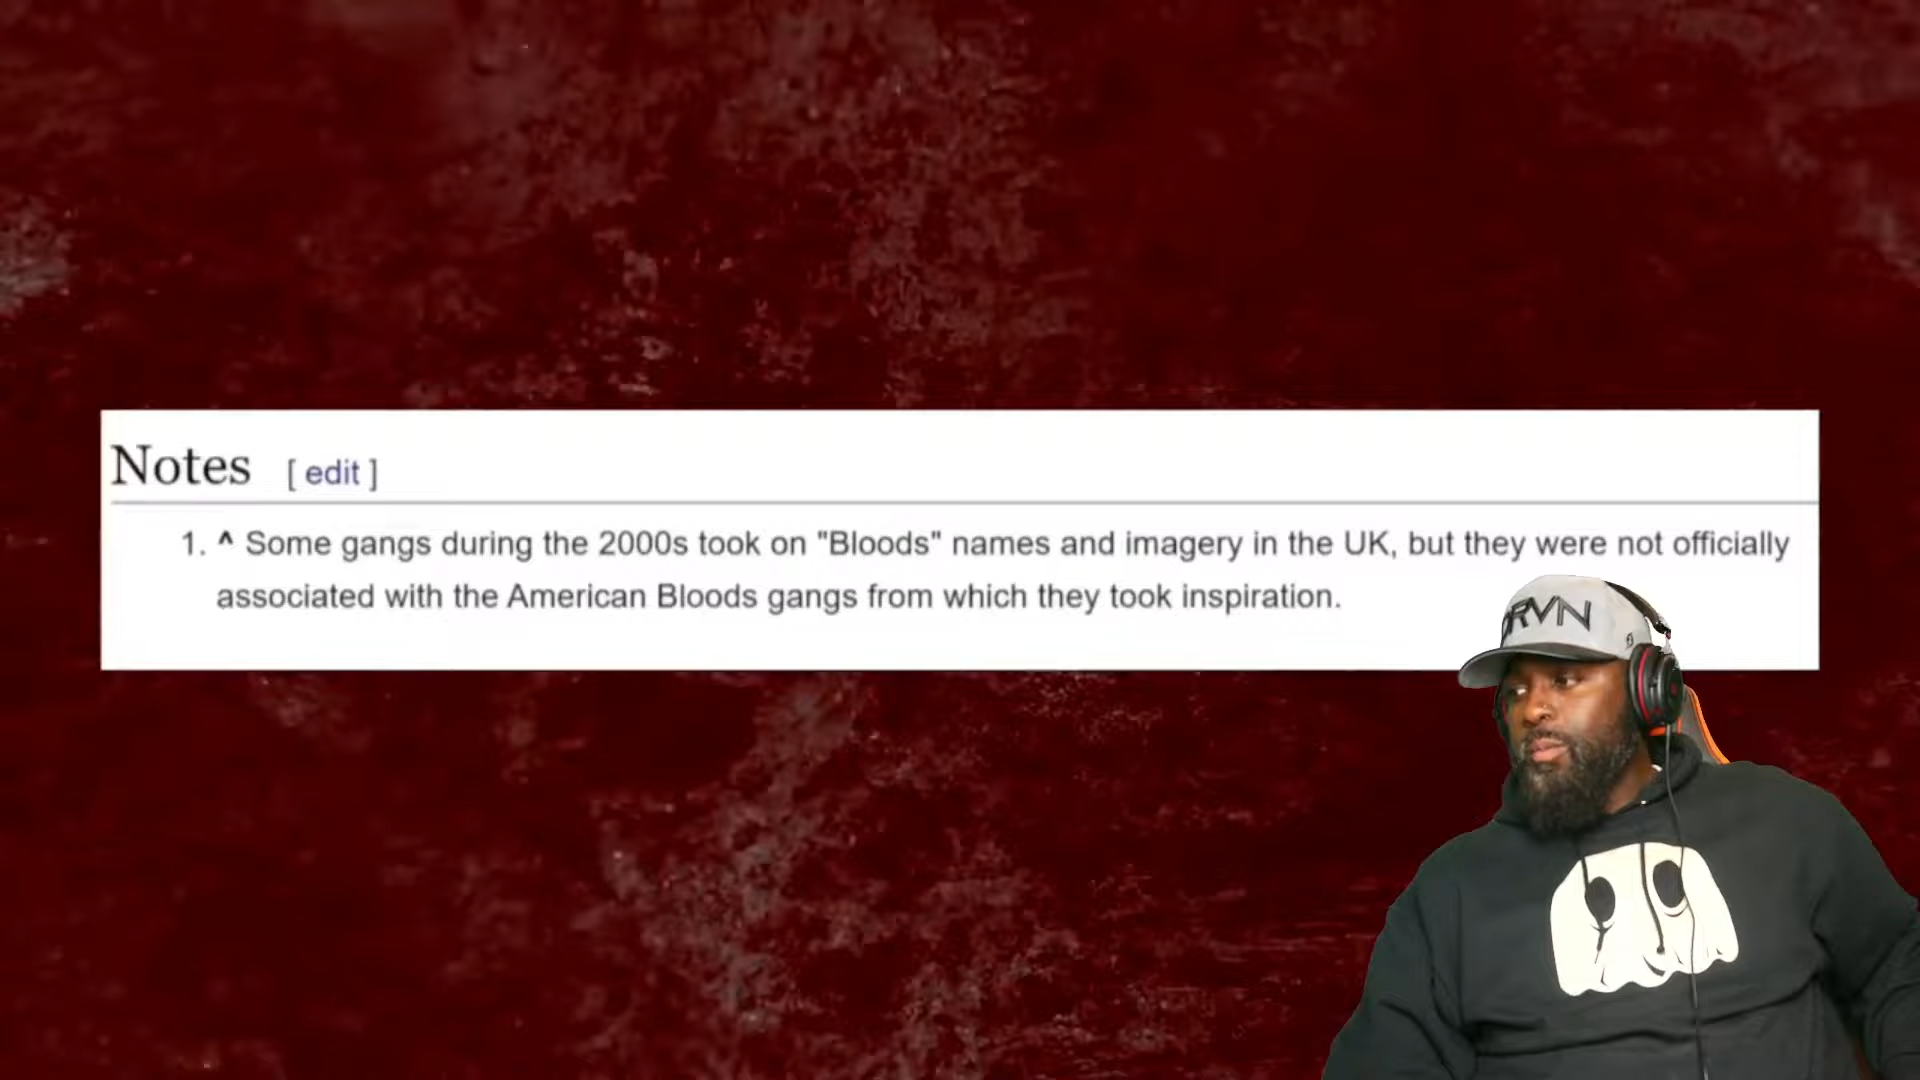 Notes [ edit ]
1. ^ Some gangs during the 2000s took on "Bloods" names and imagery in the UK, but they were not officially
associated with the American Bloods gangs from which they took inspiration.
DRVN